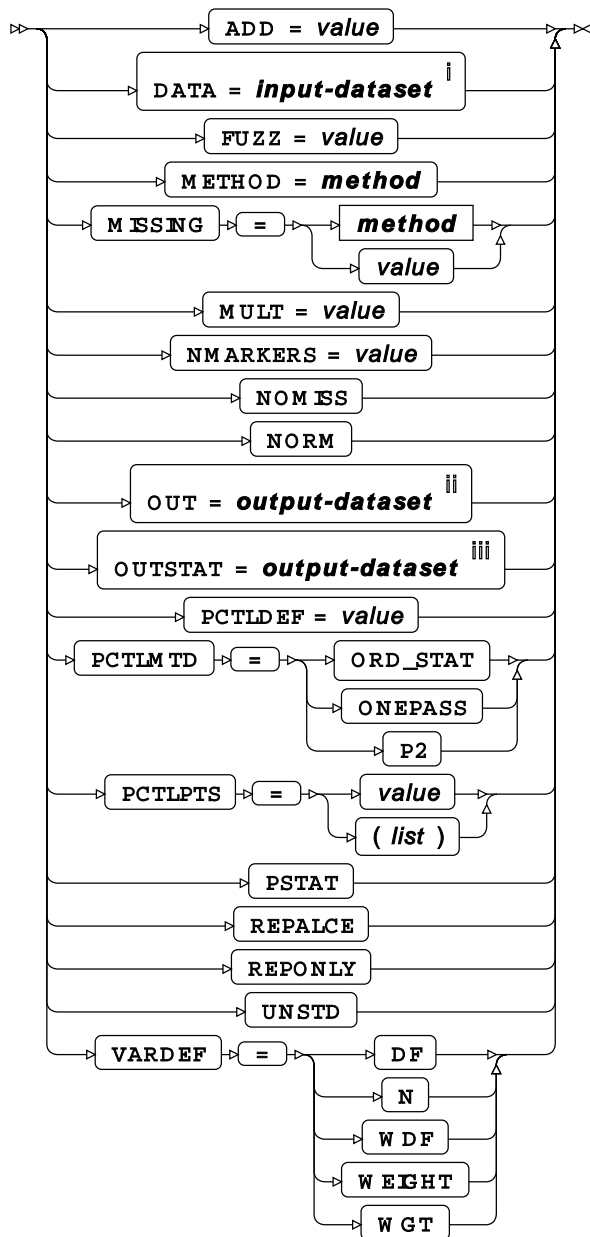 ADD = value
DATA = input-dataset i
FUZZ = value
METHOD = method
MISSING = method
value
MULT = value
NMARKERS = value
NOMISS
NORM
OUT = output-dataset ii
OUTSTAT = output-dataset iii
PCTLDEF = value
PCTLMTD = ORD_STAT
ONEPASS
P2
PCTLPTS = value
( list )
PSTAT
REPALCE
REPONLY
UNSTD
VARDEF = DF
N
WDF
WEIGHT
WGT